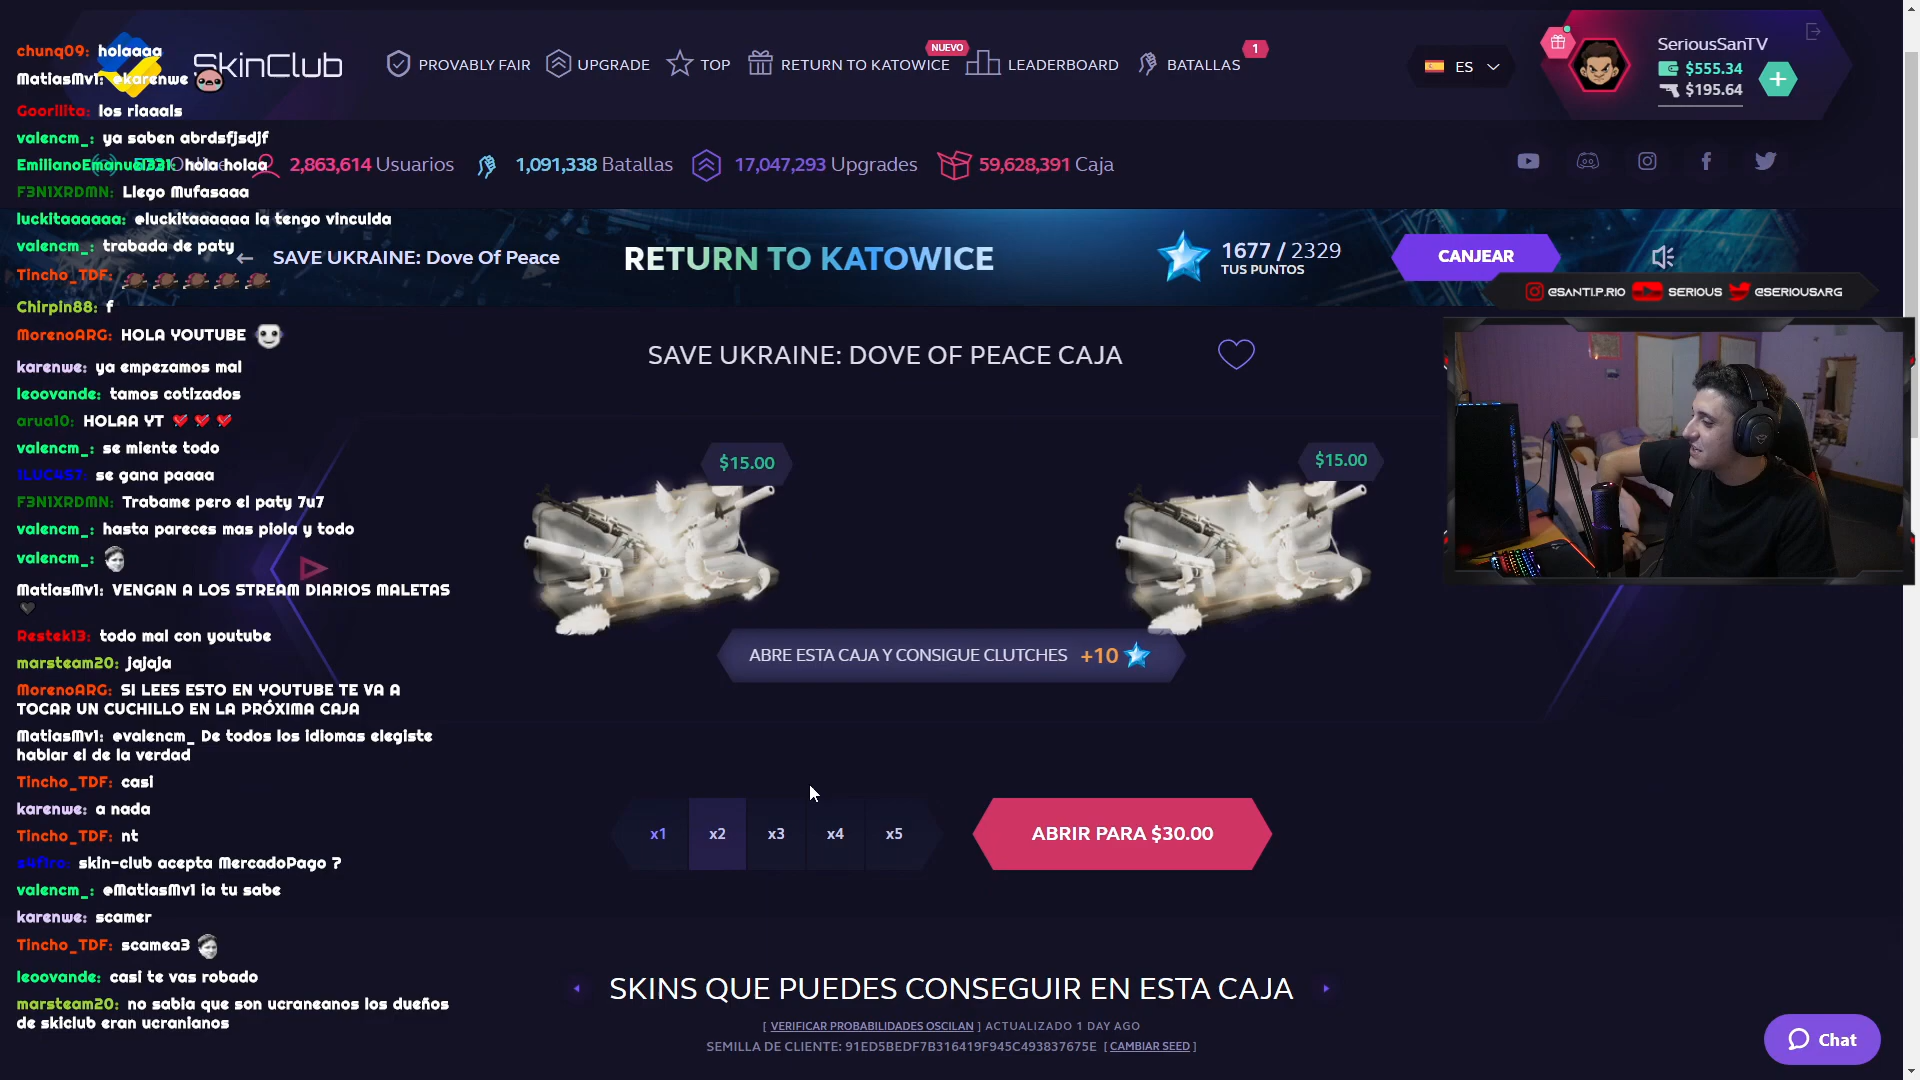 chunq09: holaaaa
MatiasMv1: @karenwe
Goorilita: los riaaals
valencm_: ya saben abrdsfjsdjf
EmilianoEmanuel321: hola holaa
F3N1XRDMN: Llego Mufasaaa
luckitaaaaaa: @luckitaaaaaa la tengo vinculda
valencm_: trabada de paty
Tincho_TDF:
Chirpin88: f
MorenoARG: HOLA YOUTUBE
karenwe: ya empezamos mal
leoovande: tamos cotizados
arua10: HOLAA YT
valencm_: se miente todo
1LUC4S7: se gana paaaa
F3N1XRDMN: Trabame pero el paty 7u7
valencm_: hasta pareces mas piola y todo
valencm_:
MatiasMv1: VENGAN A LOS STREAM DIARIOS MALETAS
Restek13: todo mal con youtube
marsteam20: jajaja
MorenoARG: SI LEES ESTO EN YOUTUBE TE VA A
TOCAR UN CUCHILLO EN LA PRÓXIMA CAJA
MatiasMv1: @valencm_ De todos los idiomas elegiste
hablar el de la verdad
Tincho_TDF: casi
karenwe: a nada
Tincho_TDF: nt
s4f1ro: skin-club acepta MercadoPago ?
valencm_: @MatiasMv1 ia tu sabe
karenwe: scamer
Tincho_TDF: scamea3
leoovande: casi te vas robado
marsteam20: no sabia que son ucraneanos los dueños
de skiclub eran ucranianos
SkinClub
PROVABLY FAIR
UPGRADE
TOP
RETURN TO KATOWICE
NUEVO
LEADERBOARD
BATALLAS
1
ES
SeriousSanTV
$555.34
$195.64
2,863,614 Usuarios
1,091,338 Batallas
17,047,293 Upgrades
59,628,391 Caja
← SAVE UKRAINE: Dove Of Peace
RETURN TO KATOWICE
1677 / 2329
TUS PUNTOS
CANJEAR
@SANTI.P.RIO
SERIOUS
@SERIOUSARG
SAVE UKRAINE: DOVE OF PEACE CAJA
$15.00
$15.00
ABRE ESTA CAJA Y CONSIGUE CLUTCHES +10
x1
x2
x3
x4
x5
ABRIR PARA $30.00
SKINS QUE PUEDES CONSEGUIR EN ESTA CAJA
[ VERIFICAR PROBABILIDADES OSCILAN ] ACTUALIZADO 1 DAY AGO
SEMILLA DE CLIENTE: 91ED5BEDF7B316419F945C493837675E [ CAMBIAR SEED ]
Chat